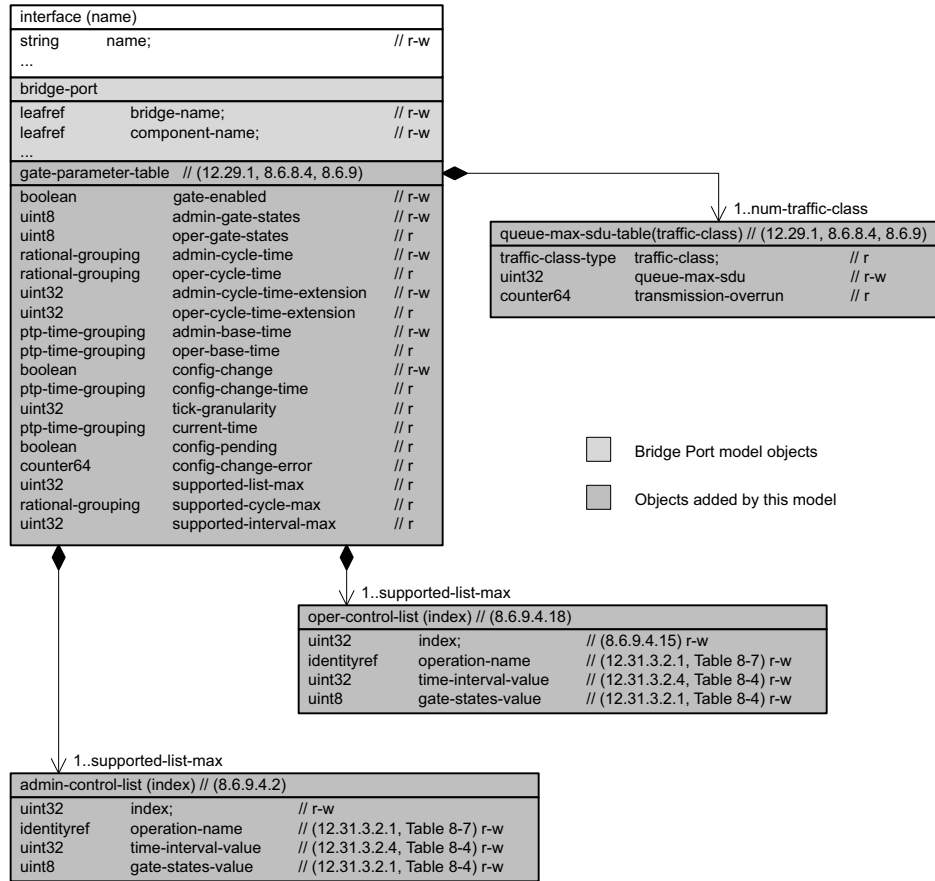 interface (name)
string name; // r-w
...
bridge-port
leafref bridge-name; // r-w
leafref component-name; // r-w
...
gate-parameter-table // (12.29.1, 8.6.8.4, 8.6.9)
boolean gate-enabled // r-w
uint8 admin-gate-states // r-w
uint8 oper-gate-states // r
rational-grouping admin-cycle-time // r-w
rational-grouping oper-cycle-time // r
uint32 admin-cycle-time-extension // r-w
uint32 oper-cycle-time-extension // r
ptp-time-grouping admin-base-time // r-w
ptp-time-grouping oper-base-time // r
boolean config-change // r-w
ptp-time-grouping config-change-time // r
uint32 tick-granularity // r
ptp-time-grouping current-time // r
boolean config-pending // r
counter64 config-change-error // r
uint32 supported-list-max // r
rational-grouping supported-cycle-max // r
uint32 supported-interval-max // r
1..num-traffic-class
queue-max-sdu-table(traffic-class) // (12.29.1, 8.6.8.4, 8.6.9)
traffic-class-type traffic-class; // r
uint32 queue-max-sdu // r-w
counter64 transmission-overrun // r
Bridge Port model objects
Objects added by this model
1..supported-list-max
oper-control-list (index) // (8.6.9.4.18)
uint32 index; // (8.6.9.4.15) r-w
identityref operation-name // (12.31.3.2.1, Table 8-7) r-w
uint32 time-interval-value // (12.31.3.2.4, Table 8-4) r-w
uint8 gate-states-value // (12.31.3.2.1, Table 8-4) r-w
1..supported-list-max
admin-control-list (index) // (8.6.9.4.2)
uint32 index; // r-w
identityref operation-name // (12.31.3.2.1, Table 8-7) r-w
uint32 time-interval-value // (12.31.3.2.4, Table 8-4) r-w
uint8 gate-states-value // (12.31.3.2.1, Table 8-4) r-w